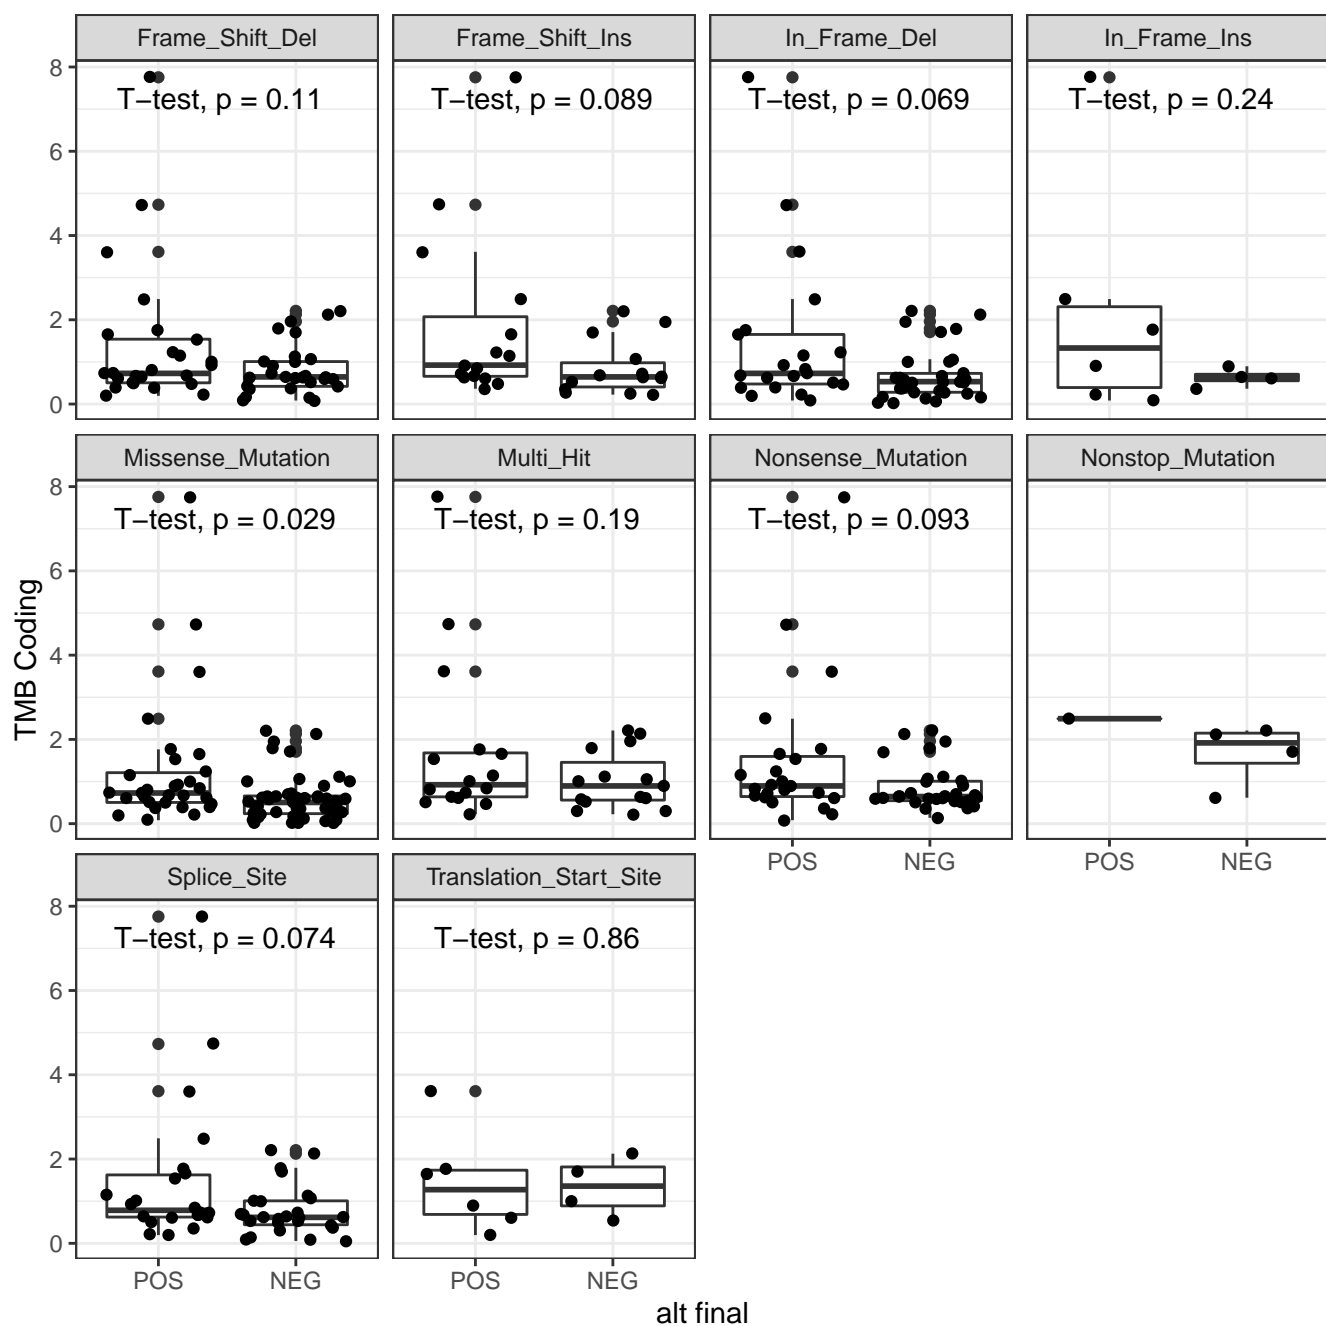 Frame_Shift_Del
Frame_Shift_Ins
In_Frame_Del
In_Frame_Ins
T−test, p = 0.11
T−test, p = 0.089
T−test, p = 0.069
T−test, p = 0.24
8
6
4
2
0
Missense_Mutation
Multi_Hit
Nonsense_Mutation
Nonstop_Mutation
T−test, p = 0.029
T−test, p = 0.19
T−test, p = 0.093
8
6
4
2
0
TMB Coding
POS
NEG
POS
NEG
Splice_Site
Translation_Start_Site
T−test, p = 0.074
T−test, p = 0.86
8
6
4
2
0
POS
NEG
POS
NEG
alt final